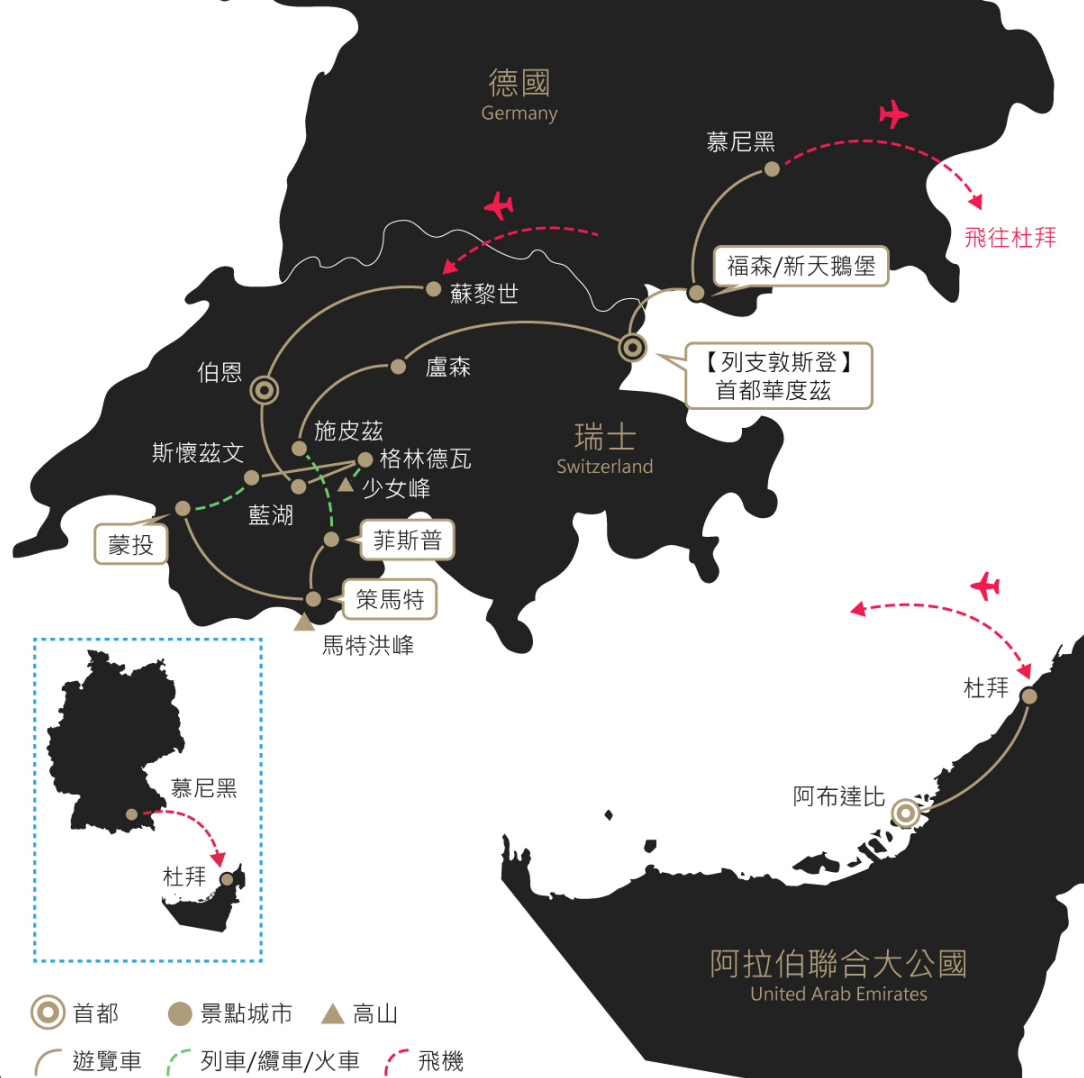 德國
Germany
慕尼黑
飛往杜拜
福森/新天鵝堡
蘇黎世
【列支敦斯登】
首都華度茲
盧森
伯恩
施皮茲
瑞士
Switzerland
斯懷茲文
格林德瓦
少女峰
藍湖
菲斯普
蒙投
策馬特
馬特洪峰
杜拜
阿布達比
慕尼黑
杜拜
阿拉伯聯合大公國
United Arab Emirates
首都
景點城市
高山
遊覽車
列車/纜車/火車
飛機